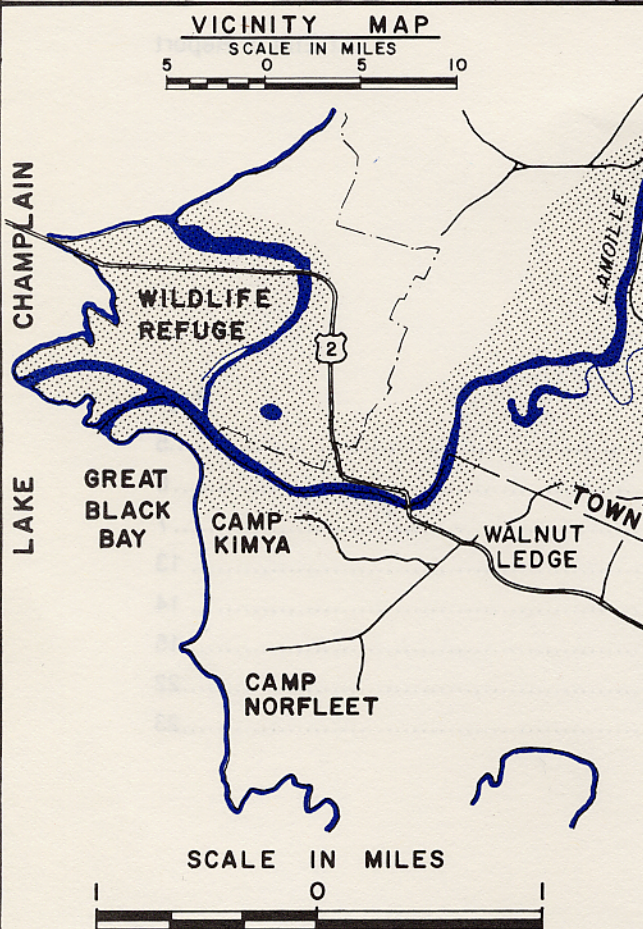 VICINITY MAP
SCALE IN MILES
5 0 5 10
LAKE CHAMPLAIN
LAMOILLE
WILDLIFE
REFUGE
2
GREAT
BLACK
BAY
CAMP
KIMYA
TOWN
WALNUT
LEDGE
CAMP
NORFLEET
SCALE IN MILES
1 0 1